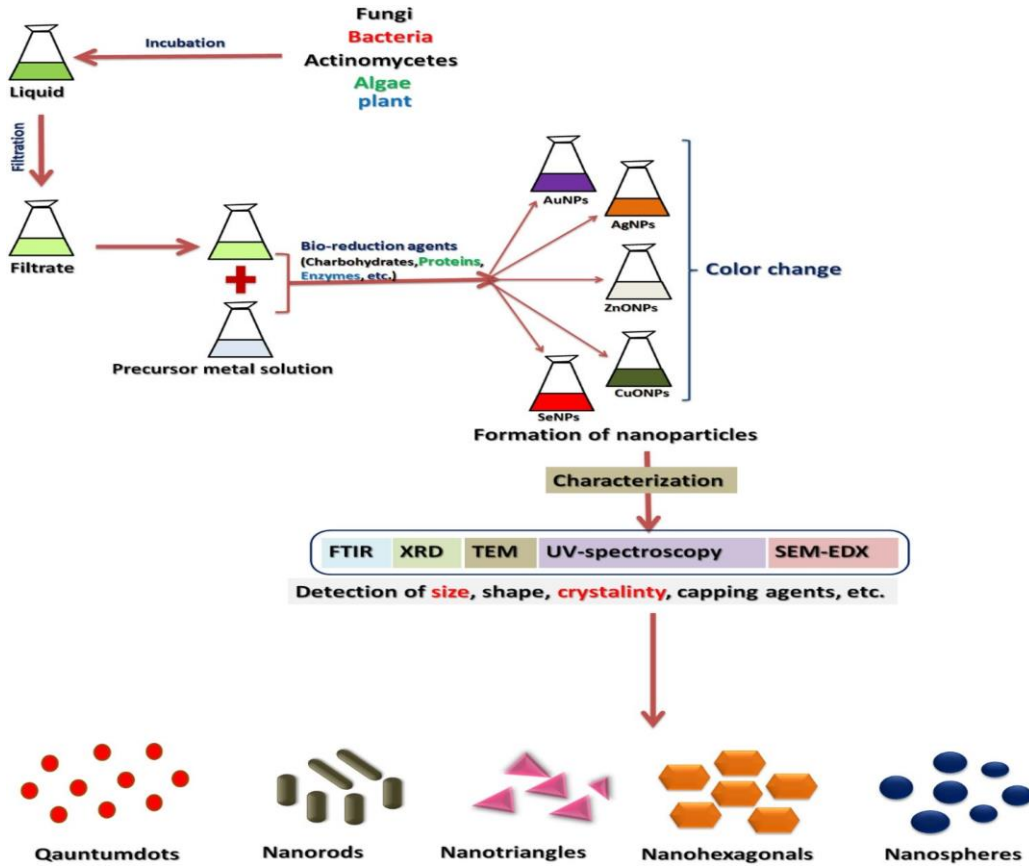 Fungi
Bacteria
Actinomycetes
Algae
plant
Incubation
Liquid
Filtration
Filtrate
Bio-reduction agents
(Charbohydrates,Proteins,
Enzymes, etc.)
Precursor metal solution
AuNPs
AgNPs
ZnONPs
CuONPs
SeNPs
Color change
Formation of nanoparticles
Characterization
FTIR XRD TEM UV-spectroscopy SEM-EDX
Detection of size, shape, crystalinty, capping agents, etc.
Qauntumdots Nanorods Nanotriangles Nanohexagonals Nanospheres